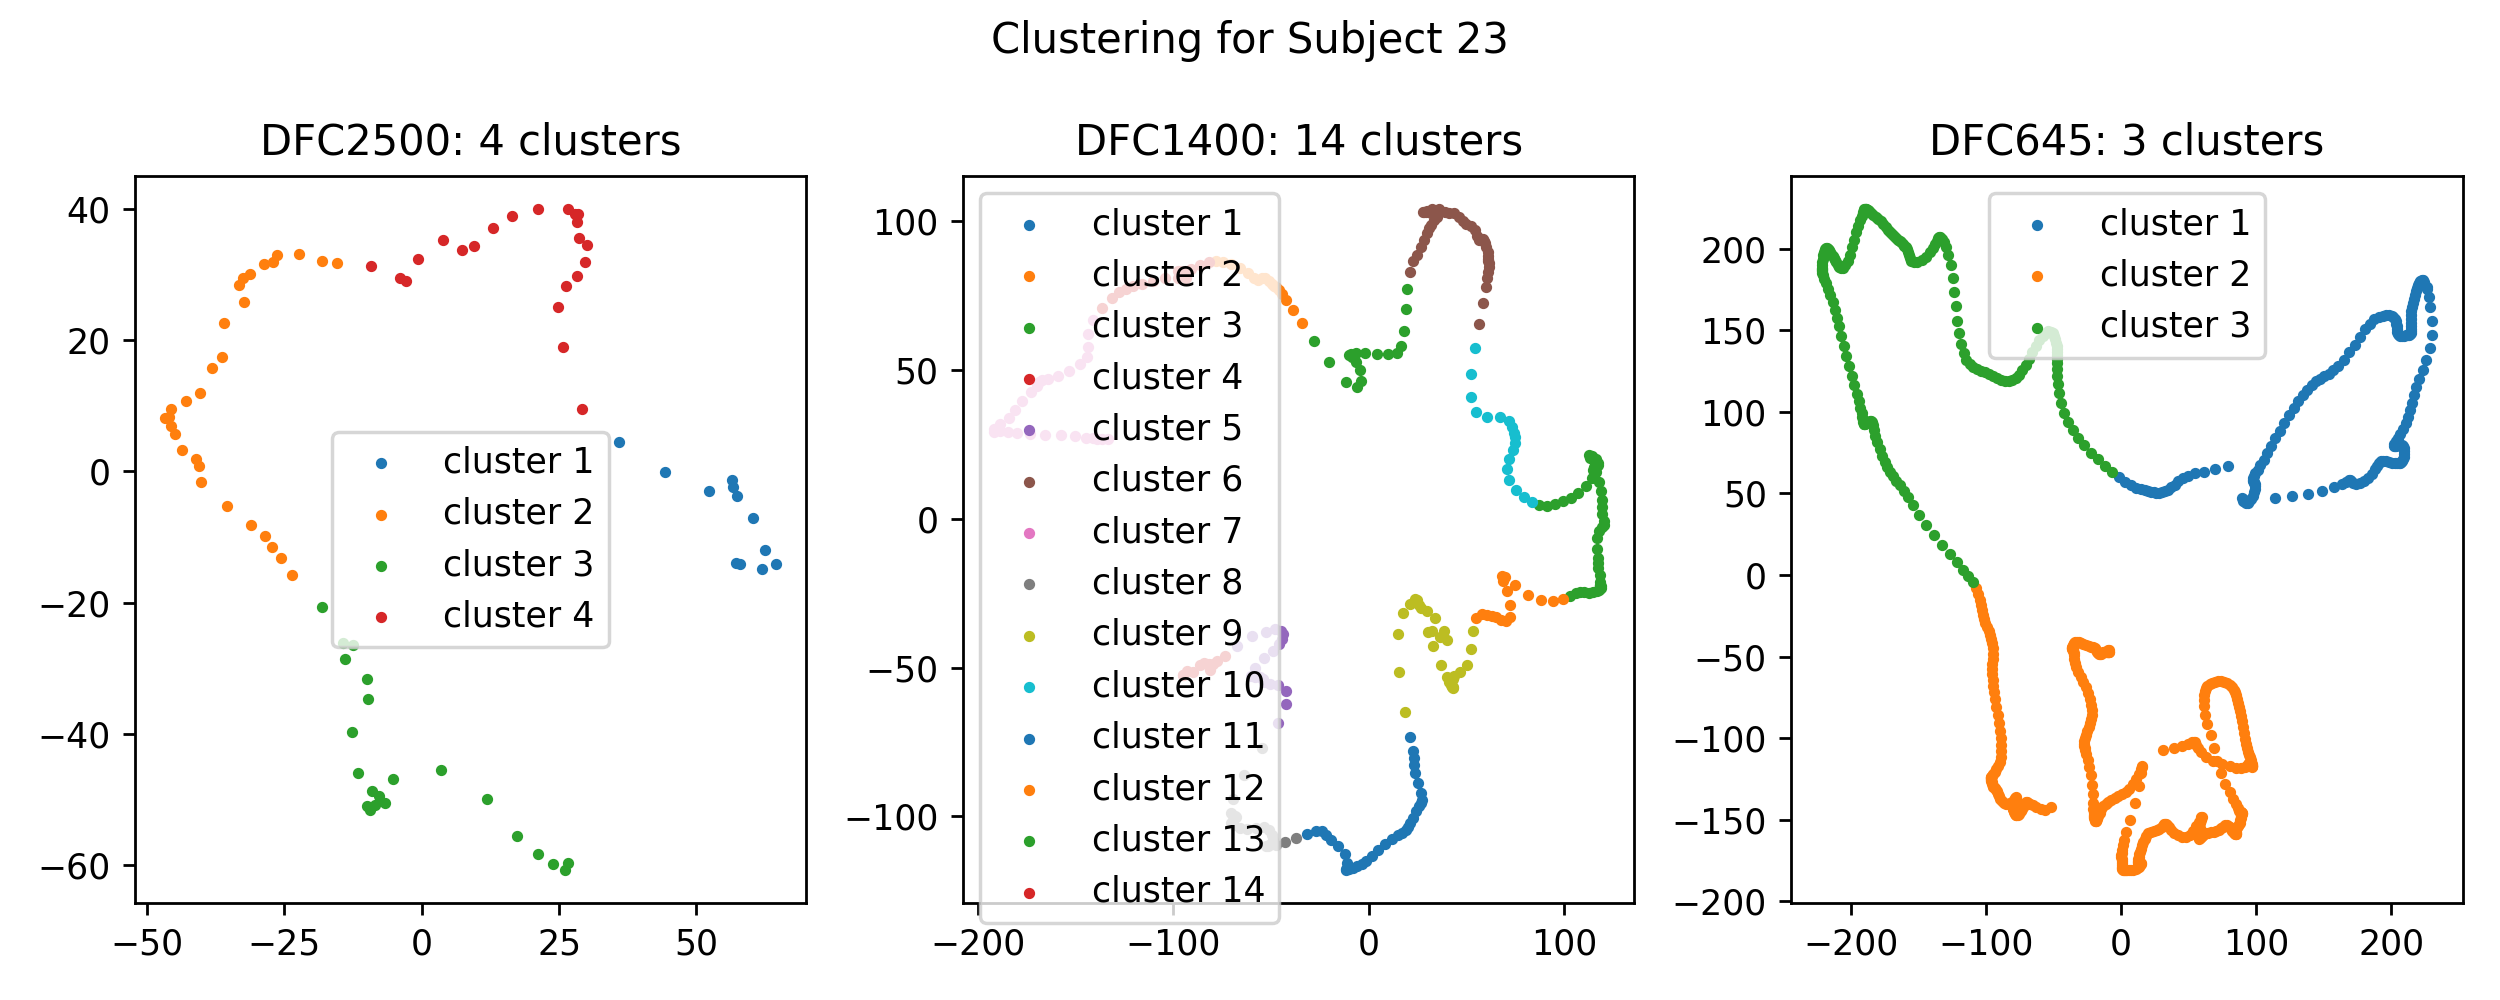 Clustering for Subject 23
DFC2500: 4 clusters
40
20
0
−20
−40
−60
−50
−25
0
25
50
cluster 1
cluster 2
cluster 3
cluster 4
DFC1400: 14 clusters
100
50
0
−50
−100
−200
−100
0
100
cluster 1
cluster 2
cluster 3
cluster 4
cluster 5
cluster 6
cluster 7
cluster 8
cluster 9
cluster 10
cluster 11
cluster 12
cluster 13
cluster 14
DFC645: 3 clusters
200
150
100
50
0
−50
−100
−150
−200
−200
−100
0
100
200
cluster 1
cluster 2
cluster 3